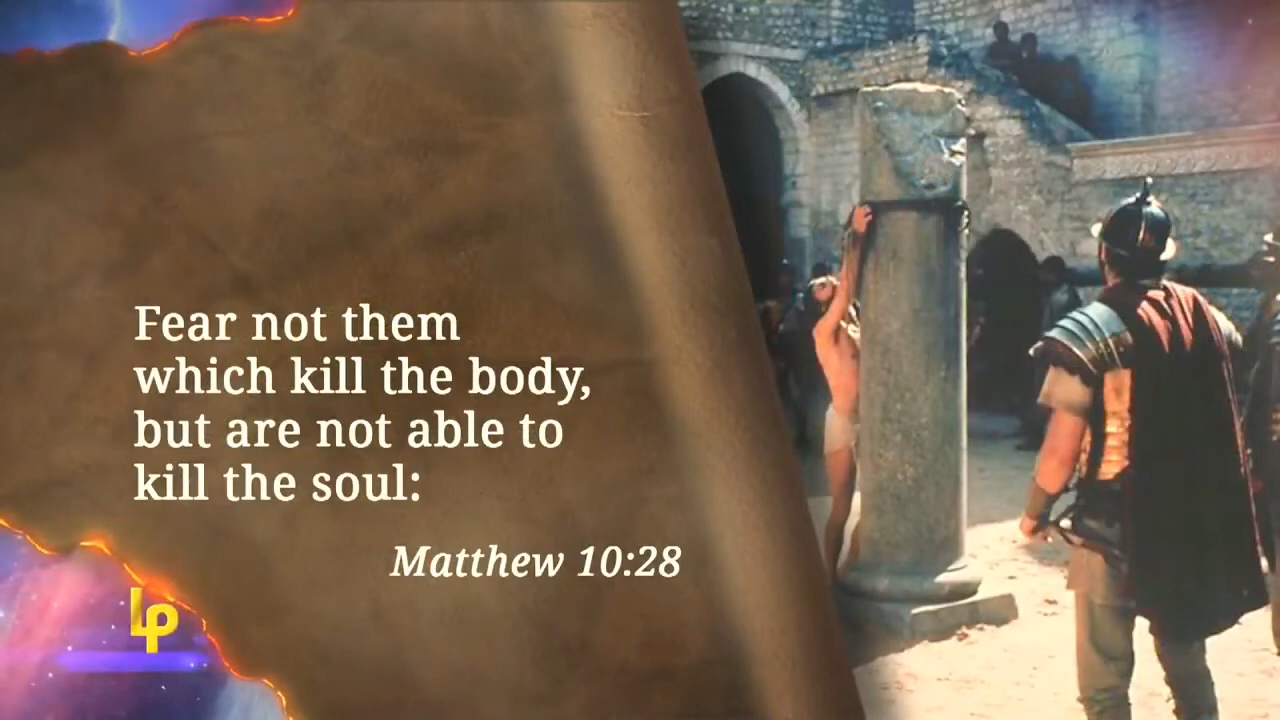 Fear not them
which kill the body,
but are not able to
kill the soul:
Matthew 10:28
LP